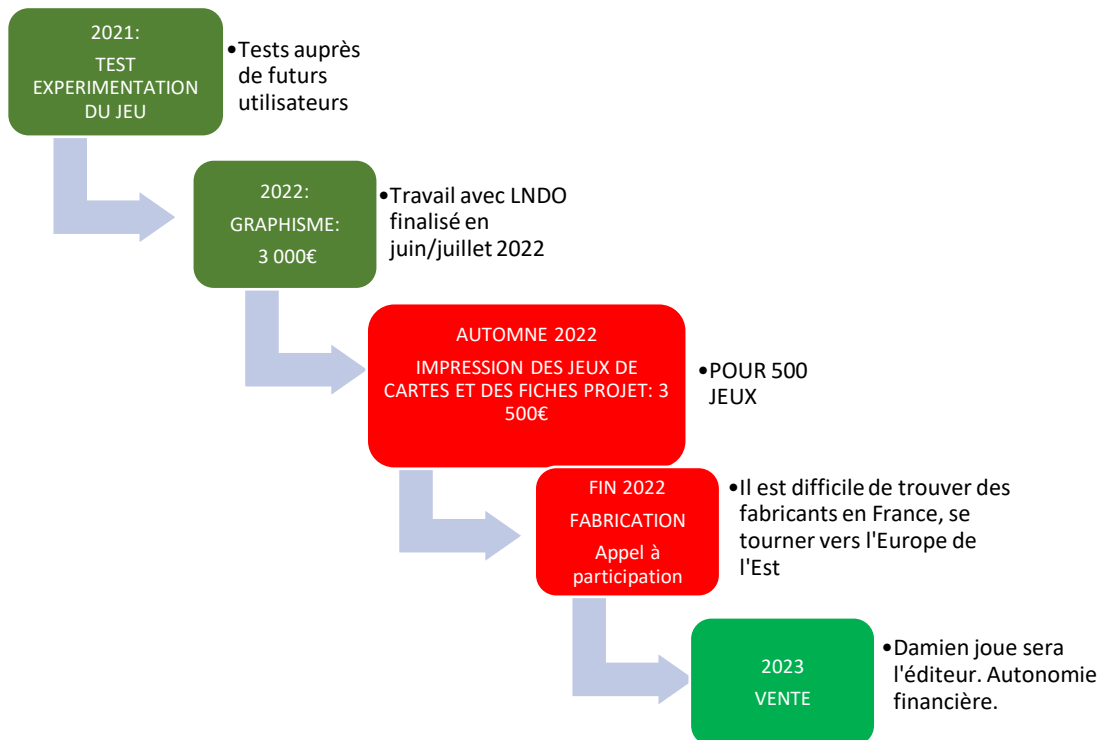 2021:
TEST
EXPERIMENTATION
DU JEU
•Tests auprès
de futurs
utilisateurs
2022:
GRAPHISME:
3 000€
•Travail avec LNDO
finalisé en
juin/juillet 2022
AUTOMNE 2022
IMPRESSION DES JEUX DE
CARTES ET DES FICHES PROJET: 3
500€
•POUR 500
JEUX
FIN 2022
FABRICATION
Appel à
participation
•Il est difficile de trouver des
fabricants en France, se
tourner vers l'Europe de
l'Est
2023
VENTE
•Damien joue sera
l'éditeur. Autonomie
financière.